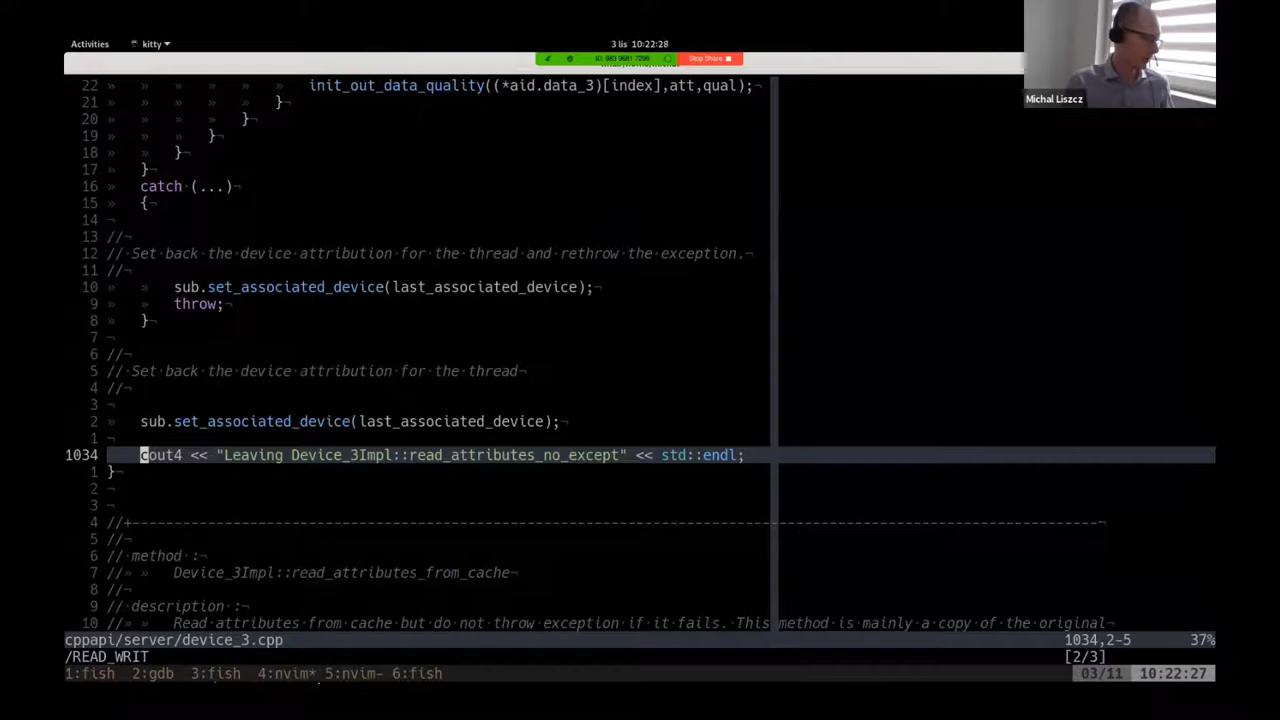 Activities kitty 3 lis 10:22:28
ID: 983 9681 7296 Stop Share
Michal Liszcz
22 » » » » » » init_out_data_quality((*aid.data_3)[index],att,qual);¬
21 » » » » » }¬
20 » » » » }¬
19 » » » }¬
18 » » }¬
17 » }¬
16 » catch·(...)¬
15 » {¬
14 ¬
13 //¬
12 //·Set·back·the·device·attribution·for·the·thread·and·rethrow·the·exception.¬
11 //¬
10 » » sub.set_associated_device(last_associated_device);¬
9 » » throw;¬
8 » }¬
7 ¬
6 //¬
5 //·Set·back·the·device·attribution·for·the·thread¬
4 //¬
3 ¬
2 » sub.set_associated_device(last_associated_device);¬
1 ¬
1034 cout4 << "Leaving Device_3Impl::read_attributes_no_except" << std::endl;
1 }¬
2 ¬
3 ¬
4 //+----------------------------------------------------------------------------------------------------------------------¬
5 //¬
6 //·method·:¬
7 //» » Device_3Impl::read_attributes_from_cache¬
8 //¬
9 //·description·:¬
10 //» » Read·attributes·from·cache·but·do·not·throw·exception·if·it·fails.·This·method·is·mainly·a·copy·of·the·original¬
cppapi/server/device_3.cpp 1034,2-5 37%
/READ_WRIT [2/3]
1:fish 2:gdb 3:fish 4:nvim* 5:nvim- 6:fish 03/11 10:22:27